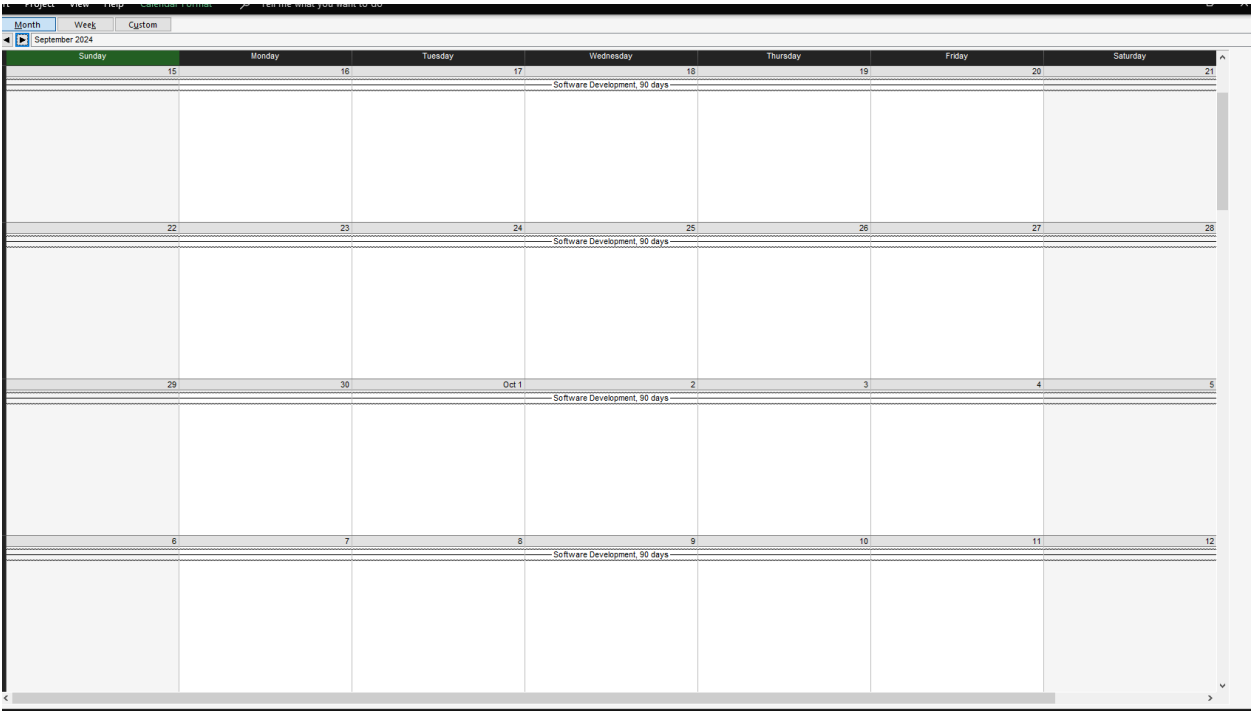 Project View Help Calendar Format Tell me what you want to do
Month Week Custom
September 2024
Sunday Monday Tuesday Wednesday Thursday Friday Saturday
15 16 17 18 19 20 21
Software Development, 90 days
22 23 24 25 26 27 28
Software Development, 90 days
29 30 Oct 1 2 3 4 5
Software Development, 90 days
6 7 8 9 10 11 12
Software Development, 90 days